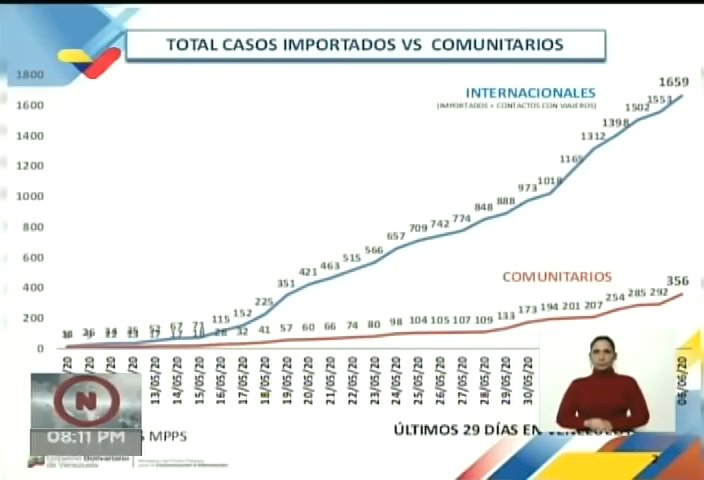 TOTAL CASOS IMPORTADOS VS COMUNITARIOS
1800
1600
1400
1200
1000
800
600
400
200
0
INTERNACIONALES
(IMPORTADOS + CONTACTOS CON VIAJEROS)
115 152 225 351 421 463 515 566 657 709 742 774 848 888 973 1018 1169 1312 1398 1502 1553 1659
COMUNITARIOS
32 41 57 60 66 74 80 98 104 105 107 109 133 173 194 201 207 254 285 292 356
13/05/20 14/05/20 15/05/20 16/05/20 17/05/20 18/05/20 19/05/20 20/05/20 21/05/20 22/05/20 23/05/20 24/05/20 25/05/20 26/05/20 27/05/20 28/05/20 29/05/20 06/06/20
N
08:11 PM
MPPS
ÚLTIMOS 29 DÍAS EN
Bolivariano
de Venezuela